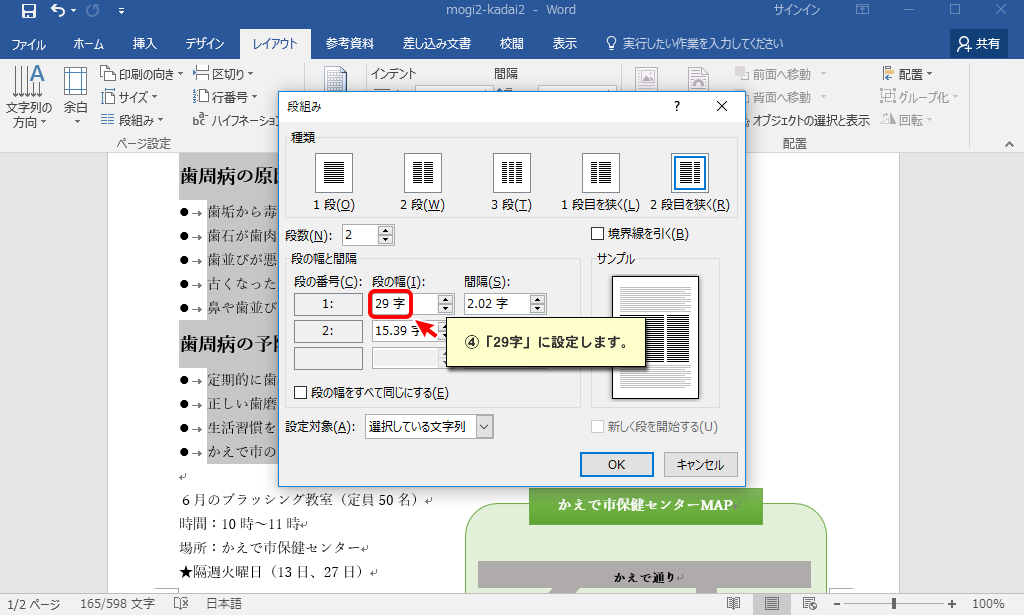 mogi2-kadai2 - Word
サインイン
ファイル
ホーム
挿入
デザイン
レイアウト
参考資料
差し込み文書
校閲
表示
実行したい作業を入力してください
共有
文字列の方向
余白
印刷の向き
サイズ
段組み
区切り
行番号
ハイフネーション
ページ設定
インデント
間隔
前面へ移動
背面へ移動
オブジェクトの選択と表示
配置
グループ化
回転
配置
段組み
?
種類
1 段(O)
2 段(W)
3 段(T)
1 段目を狭く(L)
2 段目を狭く(R)
段数(N):
2
境界線を引く(B)
段の幅と間隔
段の番号(C):
段の幅(I):
間隔(S):
1:
29 字
2.02 字
2:
15.39 字
④「29字」に設定します。
段の幅をすべて同じにする(E)
サンプル
設定対象(A):
選択している文字列
新しく段を開始する(U)
OK
キャンセル
歯周病の原
●→歯垢から毒
●→歯石が歯肉
●→歯並びが悪
●→古くなった
●→鼻や歯並び
歯周病の予
●→定期的に歯
●→正しい歯磨
●→生活習慣を
●→かえで市の
６月のブラッシング教室（定員 50 名）
時間：10 時～11 時
場所：かえで市保健センター
★隔週火曜日（13 日、27 日）
かえで市保健センターMAP
かえで通り
1/2 ページ
165/598 文字
日本語
100%